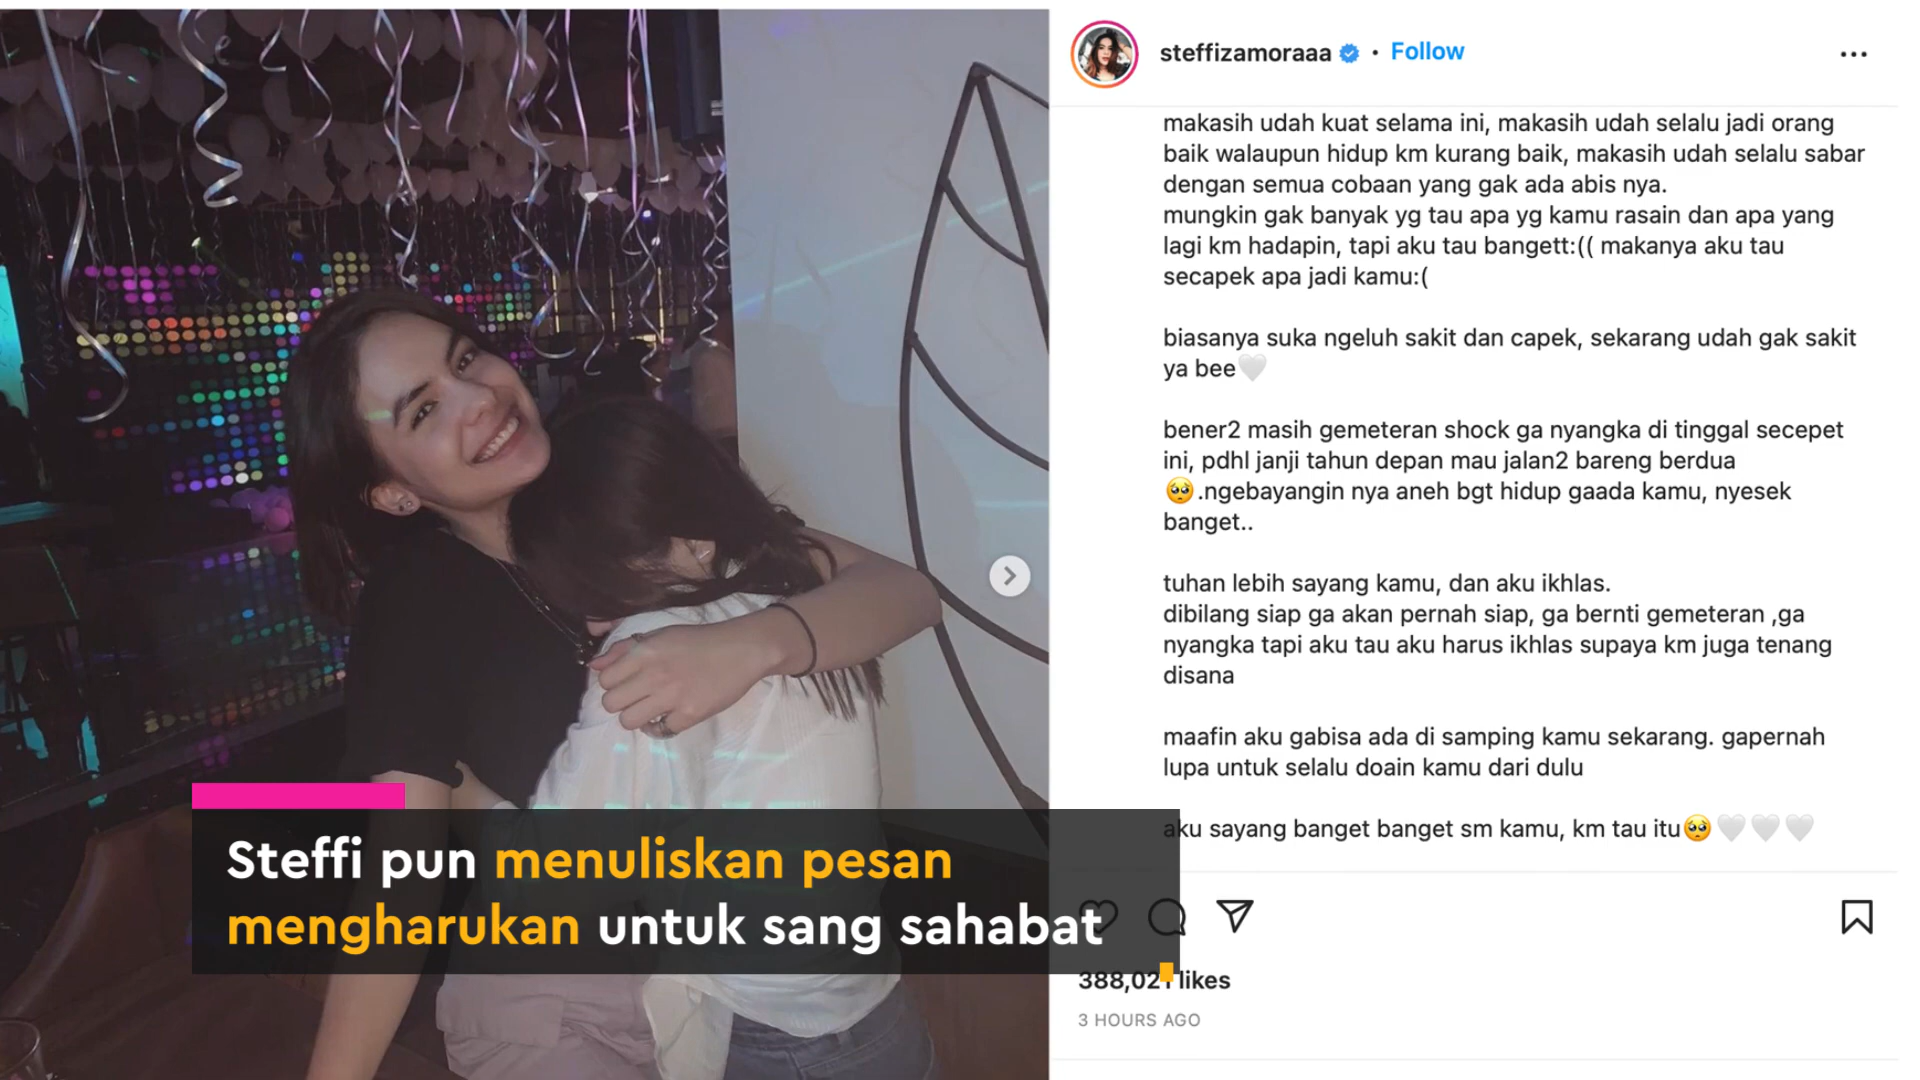 steffizamoraaa • Follow
makasih udah kuat selama ini, makasih udah selalu jadi orang
baik walaupun hidup km kurang baik, makasih udah selalu sabar
dengan semua cobaan yang gak ada abis nya.
mungkin gak banyak yg tau apa yg kamu rasain dan apa yang
lagi km hadapin, tapi aku tau bangett:(( makanya aku tau
secapek apa jadi kamu:(
biasanya suka ngeluh sakit dan capek, sekarang udah gak sakit
ya bee🤍
bener2 masih gemeteran shock ga nyangka di tinggal secepet
ini, pdhl janji tahun depan mau jalan2 bareng berdua
🥺.ngebayangin nya aneh bgt hidup gaada kamu, nyesek
banget..
tuhan lebih sayang kamu, dan aku ikhlas.
dibilang siap ga akan pernah siap, ga bernti gemeteran ,ga
nyangka tapi aku tau aku harus ikhlas supaya km juga tenang
disana
maafin aku gabisa ada di samping kamu sekarang. gapernah
lupa untuk selalu doain kamu dari dulu
aku sayang banget banget sm kamu, km tau itu🥺🤍🤍🤍
388,021 likes
3 HOURS AGO
Steffi pun menuliskan pesan
mengharukan untuk sang sahabat